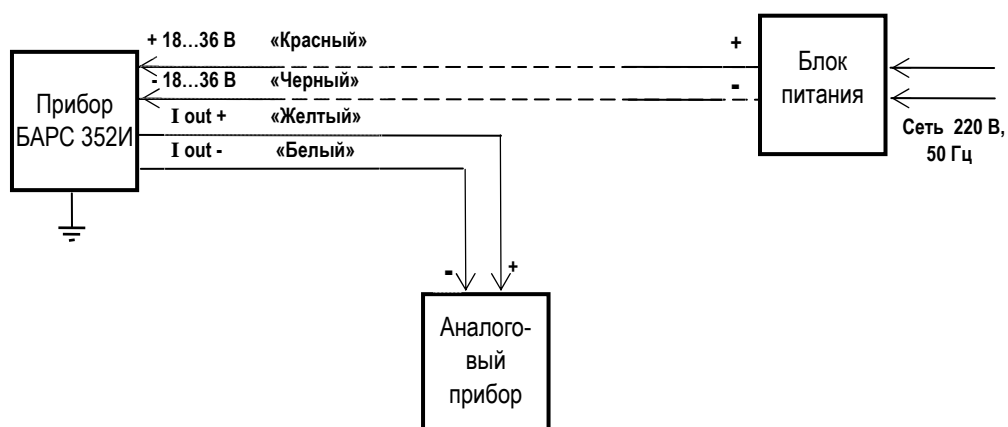 + 18...36 В «Красный»
+
- 18...36 В «Черный»
-
I out + «Желтый»
I out - «Белый»
Прибор
БАРС 352И
Блок
питания
Сеть 220 В,
50 Гц
-
+
Аналого-
вый
прибор